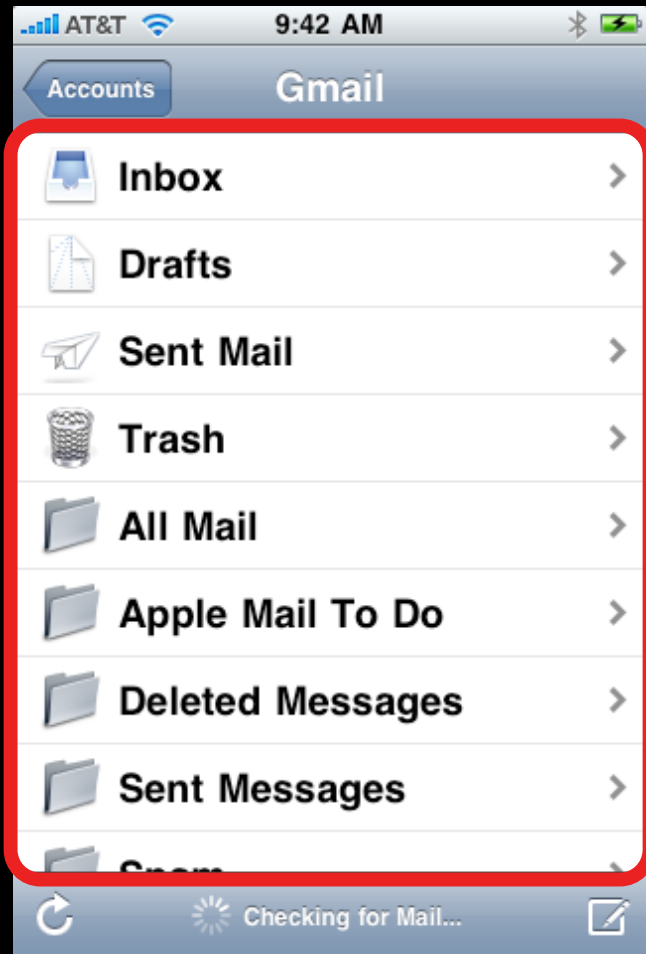 AT&T 9:42 AM
Accounts Gmail
Inbox
Drafts
Sent Mail
Trash
All Mail
Apple Mail To Do
Deleted Messages
Sent Messages
Spam
Checking for Mail...